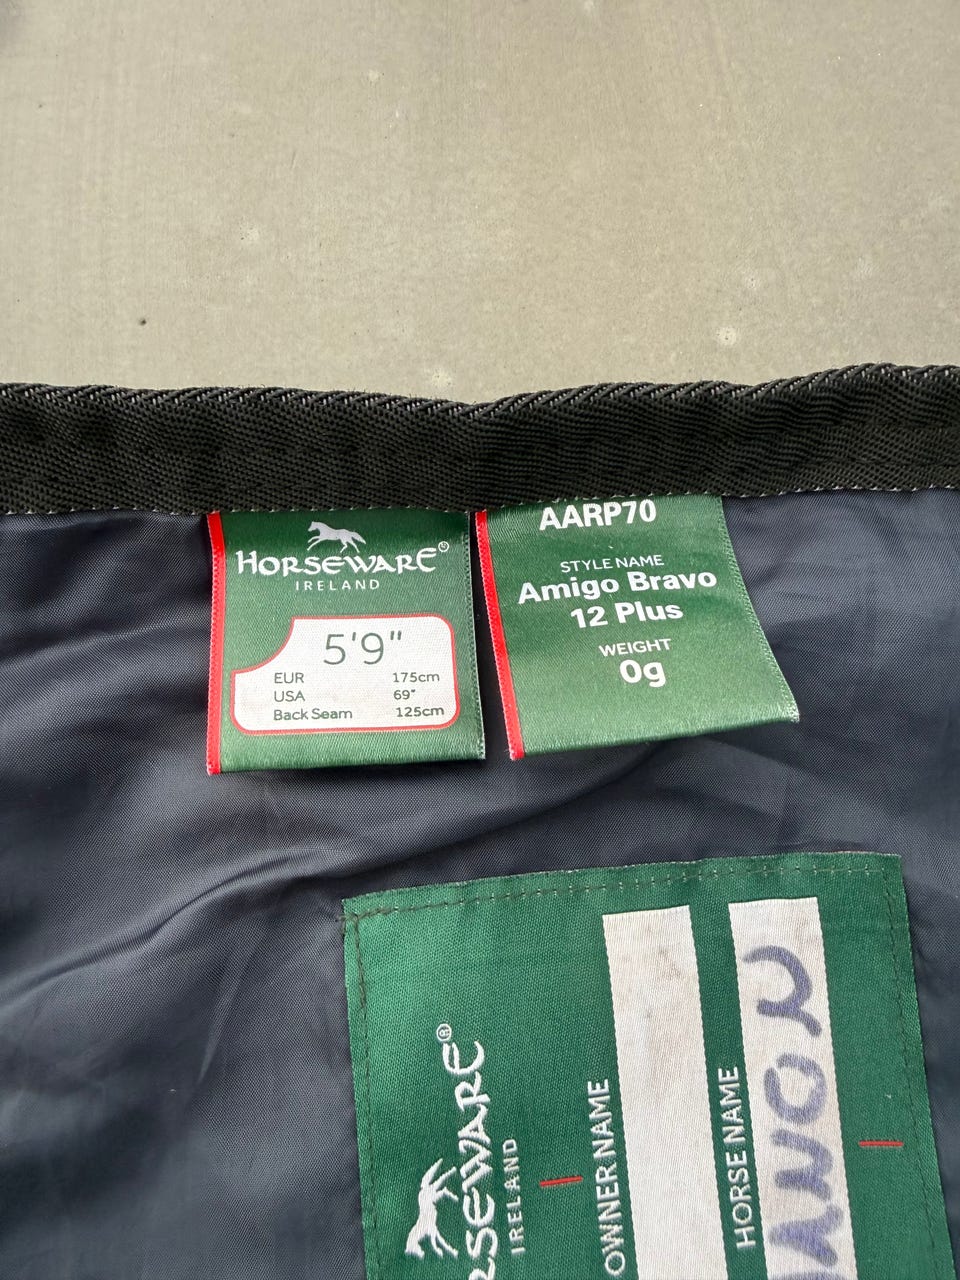 HORSEWARE®
IRELAND
5'9"
EUR 175cm
USA 69"
Back Seam 125cm
AARP70
STYLE NAME
Amigo Bravo
12 Plus
WEIGHT
0g
HORSEWARE®
IRELAND
OWNER NAME
HORSE NAME